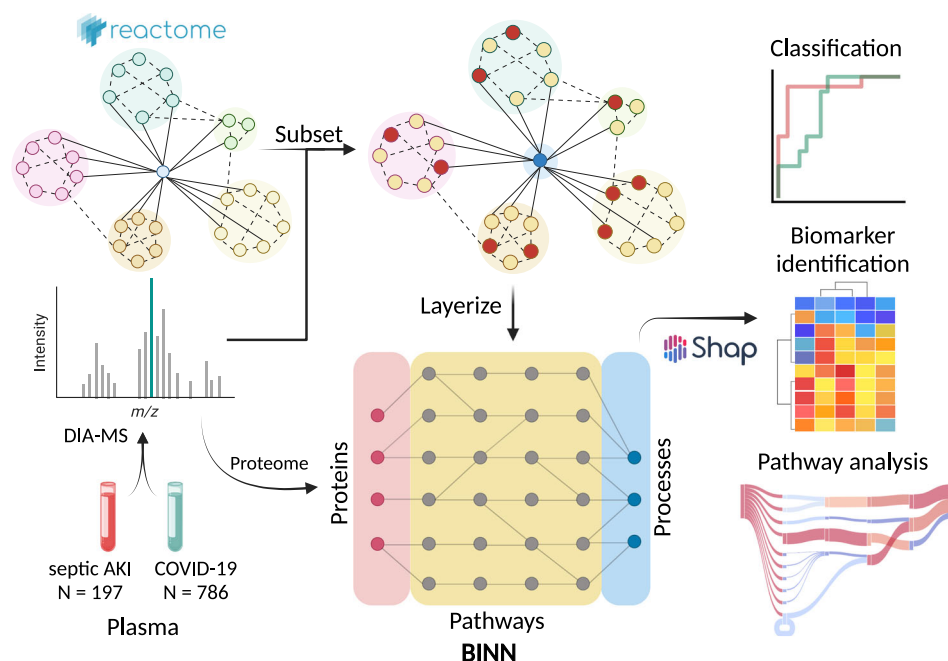 reactome
Subset
Classification
Intensity
m/z
DIA-MS
Layerize
Shap
Biomarker
identification
Proteome
Proteins
Processes
Pathway analysis
septic AKI
N = 197
COVID-19
N = 786
Plasma
Pathways
BINN